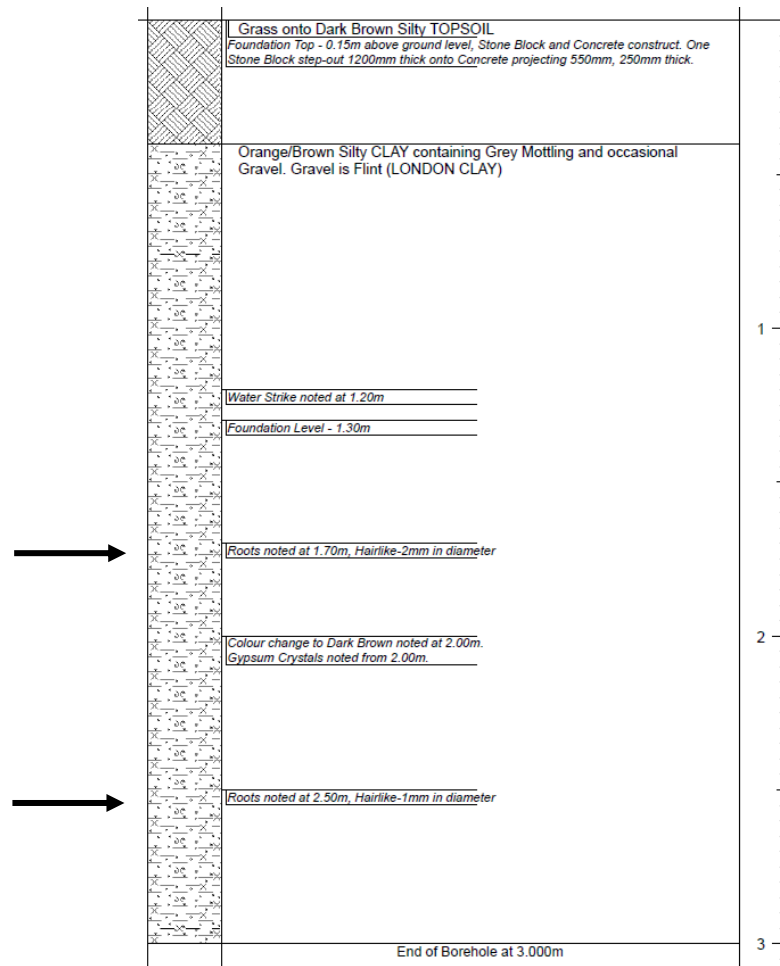 Grass onto Dark Brown Silty TOPSOIL
Foundation Top - 0.15m above ground level, Stone Block and Concrete construct. One
Stone Block step-out 1200mm thick onto Concrete projecting 550mm, 250mm thick.
Orange/Brown Silty CLAY containing Grey Mottling and occasional
Gravel. Gravel is Flint (LONDON CLAY)
1
Water Strike noted at 1.20m
Foundation Level - 1.30m
Roots noted at 1.70m, Hairlike-2mm in diameter
2
Colour change to Dark Brown noted at 2.00m.
Gypsum Crystals noted from 2.00m.
Roots noted at 2.50m, Hairlike-1mm in diameter
3
End of Borehole at 3.000m